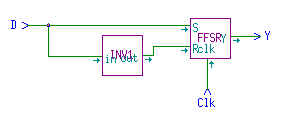 D
S
Y
FFSRY
INV1
in out
Rclk
Clk